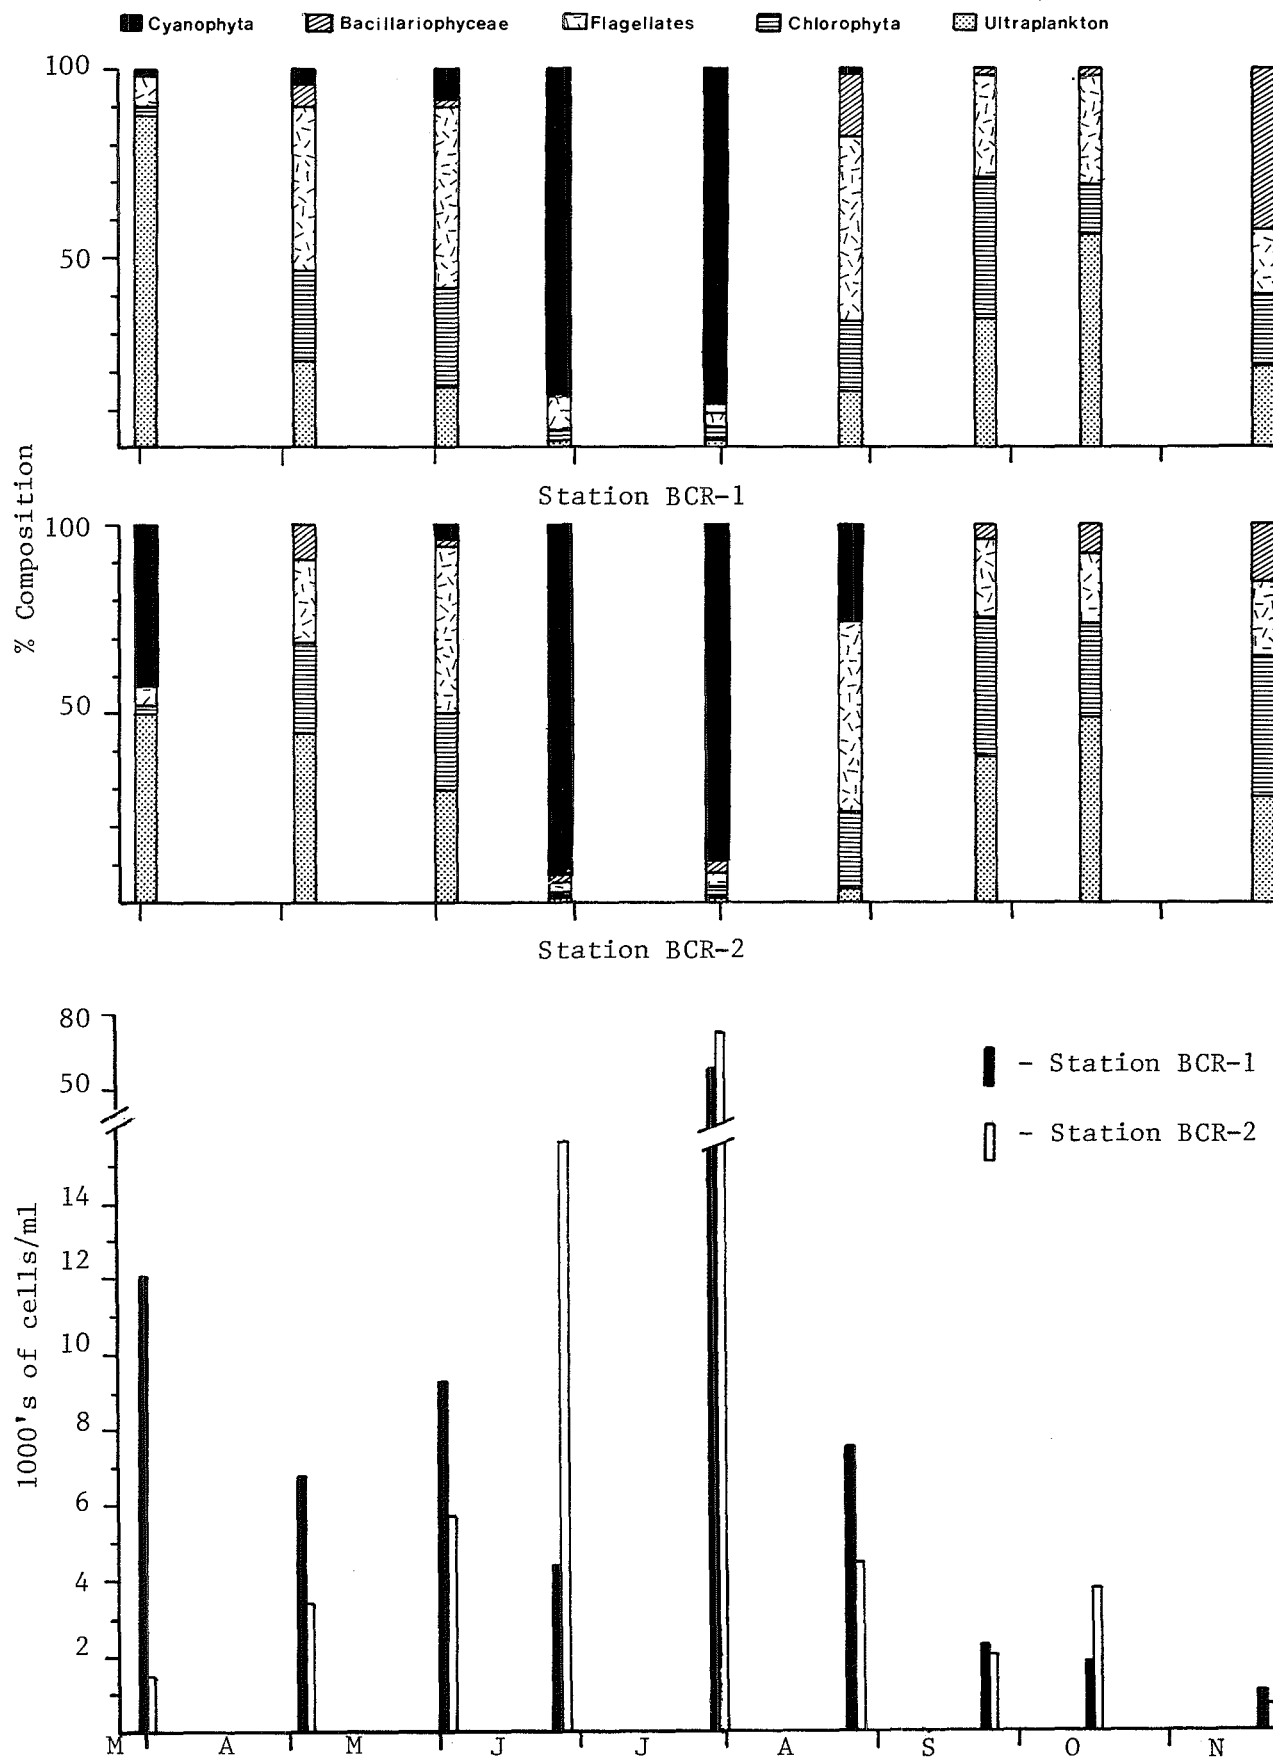 Cyanophyta Bacillariophyceae Flagellates Chlorophyta Ultraplankton
100
50
Station BCR-1
% Composition
100
50
Station BCR-2
80
50
- Station BCR-1
- Station BCR-2
1000's of cells/ml
14
12
10
8
6
4
2
M A M J J A S O N